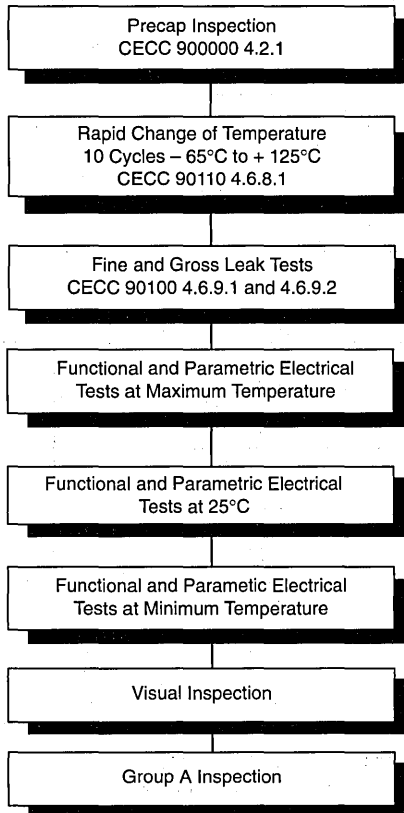 Precap Inspection
CECC 900000 4.2.1
Rapid Change of Temperature
10 Cycles – 65°C to + 125°C
CECC 90110 4.6.8.1
Fine and Gross Leak Tests
CECC 90100 4.6.9.1 and 4.6.9.2
Functional and Parametric Electrical
Tests at Maximum Temperature
Functional and Parametric Electrical
Tests at 25°C
Functional and Parametic Electrical
Tests at Minimum Temperature
Visual Inspection
Group A Inspection